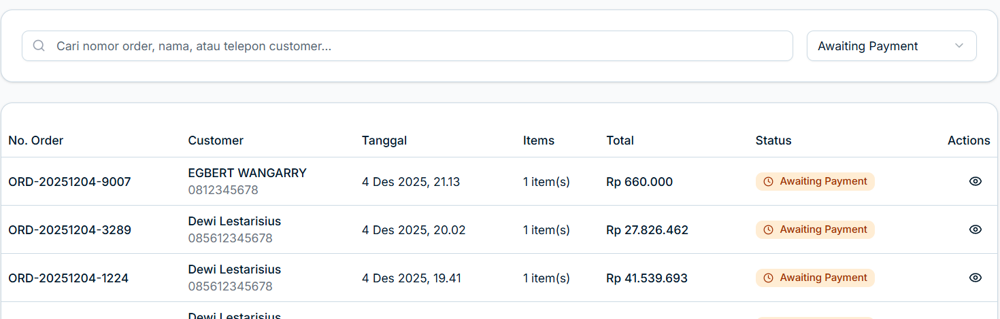 Cari nomor order, nama, atau telepon customer...
Awaiting Payment
No. Order Customer Tanggal Items Total Status Actions
ORD-20251204-9007 EGBERT WANGARRY 4 Des 2025, 21.13 1 item(s) Rp 660.000 Awaiting Payment
0812345678
ORD-20251204-3289 Dewi Lestarisius 4 Des 2025, 20.02 1 item(s) Rp 27.826.462 Awaiting Payment
085612345678
ORD-20251204-1224 Dewi Lestarisius 4 Des 2025, 19.41 1 item(s) Rp 41.539.693 Awaiting Payment
085612345678
Dewi Lestarisius